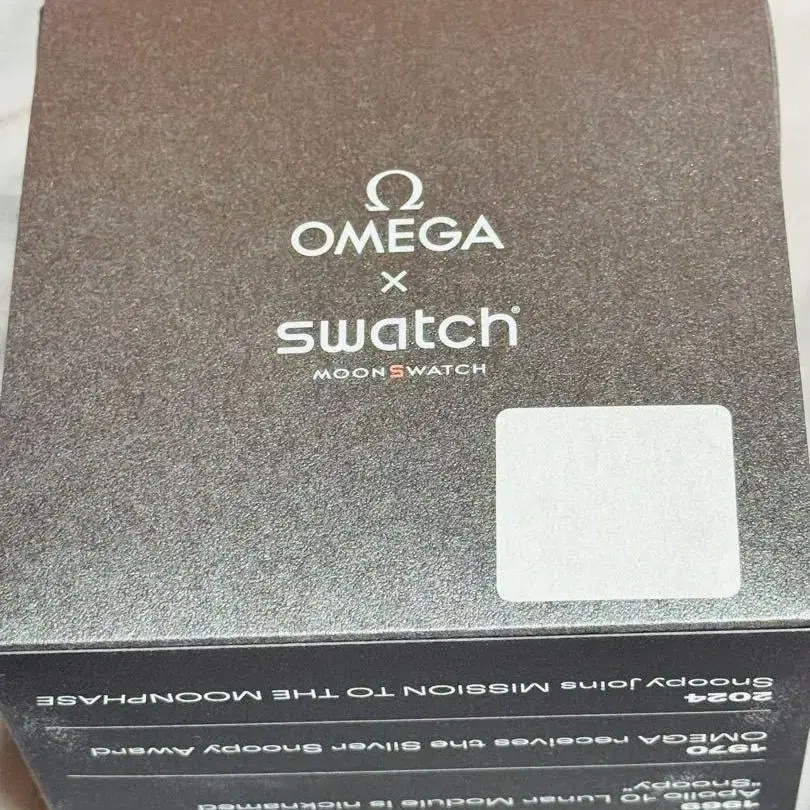 Ω
OMEGA
×
swatch®
MOONSWATCH
Apollo 10 Lunar Module is nicknamed
"Snoopy"
1970
OMEGA receives the Silver Snoopy Award
2024
Snoopy joins MISSION TO THE MOONPHASE